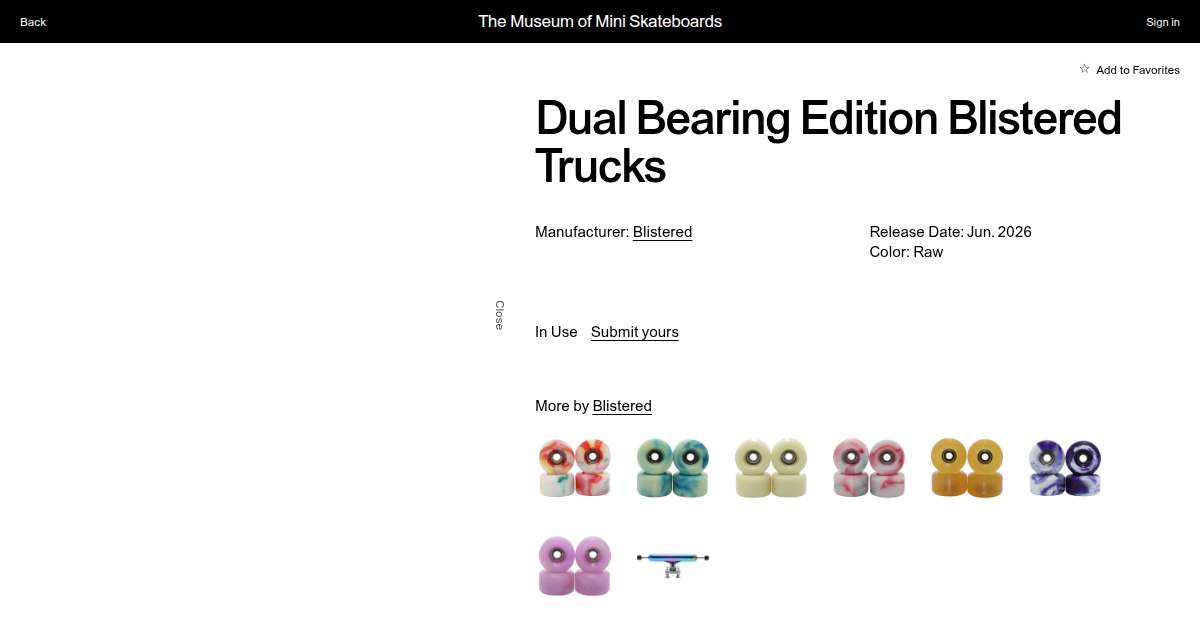 Back
The Museum of Mini Skateboards
Sign in
☆ Add to Favorites
Dual Bearing Edition Blistered
Trucks
Manufacturer: Blistered
Release Date: Jun. 2026
Color: Raw
Close
In Use Submit yours
More by Blistered